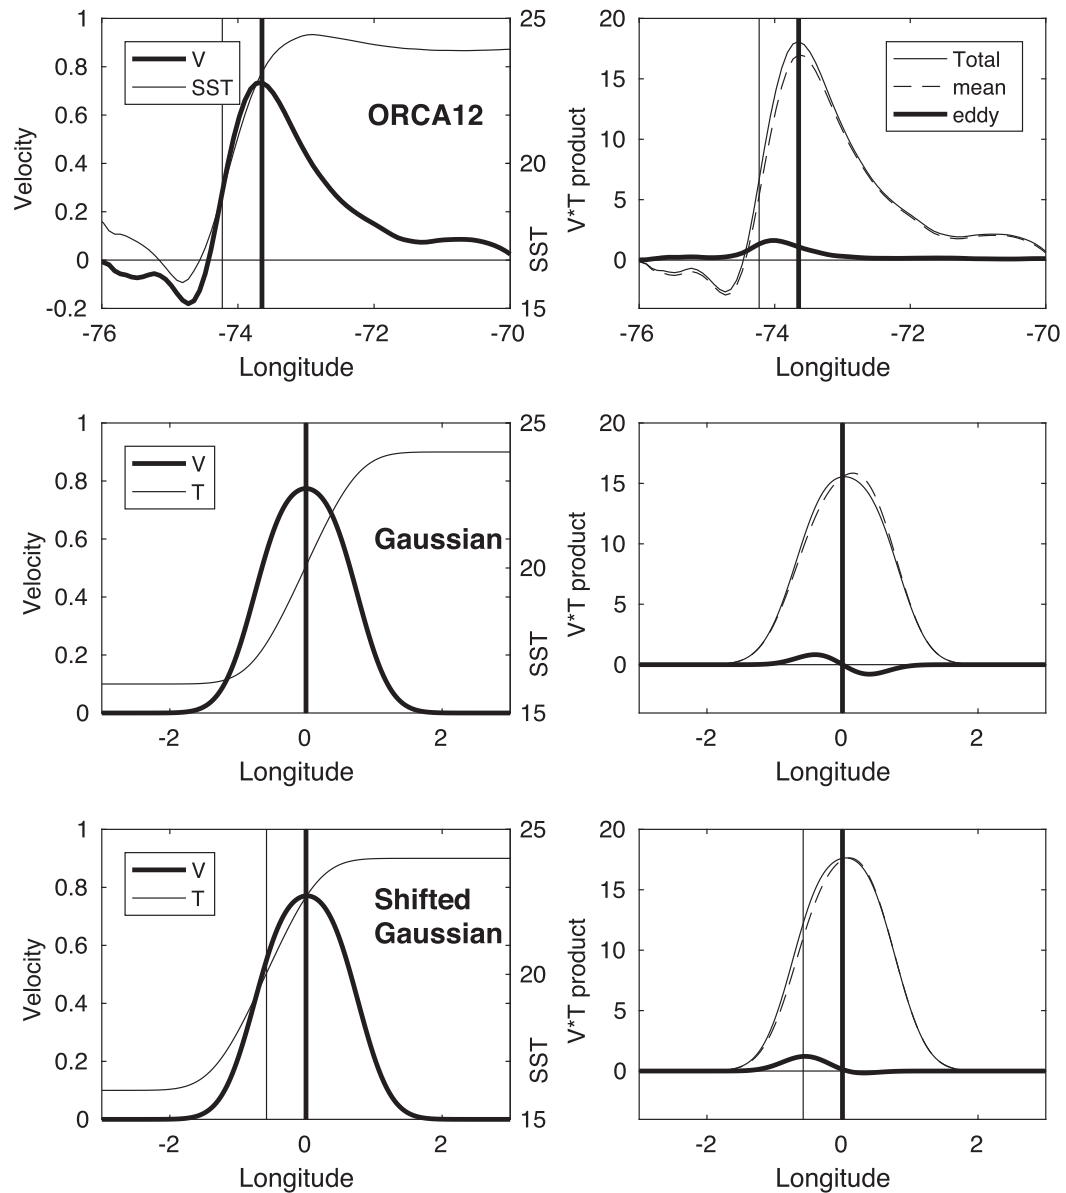 1
0.8
0.6
0.4
0.2
0
-0.2
Velocity
V
SST
ORCA12
25
20
15
SST
-76
-74
-72
-70
Longitude
20
15
10
5
0
V*T product
Total
mean
eddy
-76
-74
-72
-70
Longitude
1
0.8
0.6
0.4
0.2
0
Velocity
V
T
Gaussian
25
20
15
SST
-2
0
2
Longitude
20
15
10
5
0
V*T product
-2
0
2
Longitude
1
0.8
0.6
0.4
0.2
0
Velocity
V
T
Shifted
Gaussian
25
20
15
SST
-2
0
2
Longitude
20
15
10
5
0
V*T product
-2
0
2
Longitude